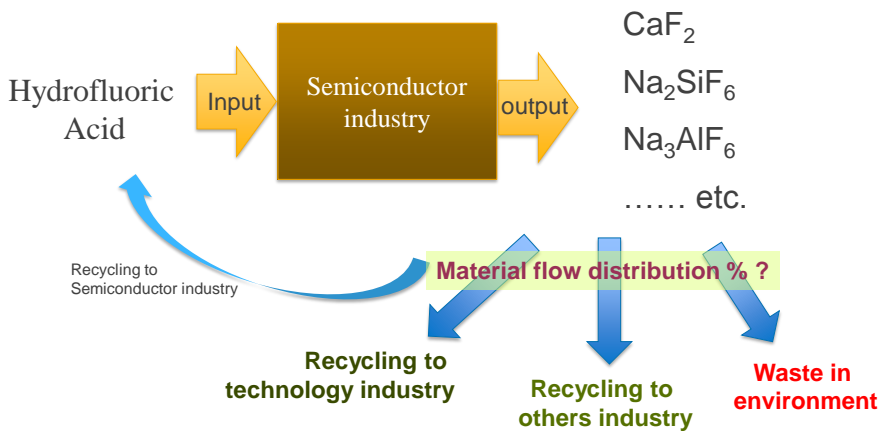 Hydrofluoric
Acid
Input
Semiconductor
industry
output
CaF₂
Na₂SiF₆
Na₃AlF₆
…… etc.
Recycling to
Semiconductor industry
Material flow distribution % ?
Recycling to
technology industry
Recycling to
others industry
Waste in
environment